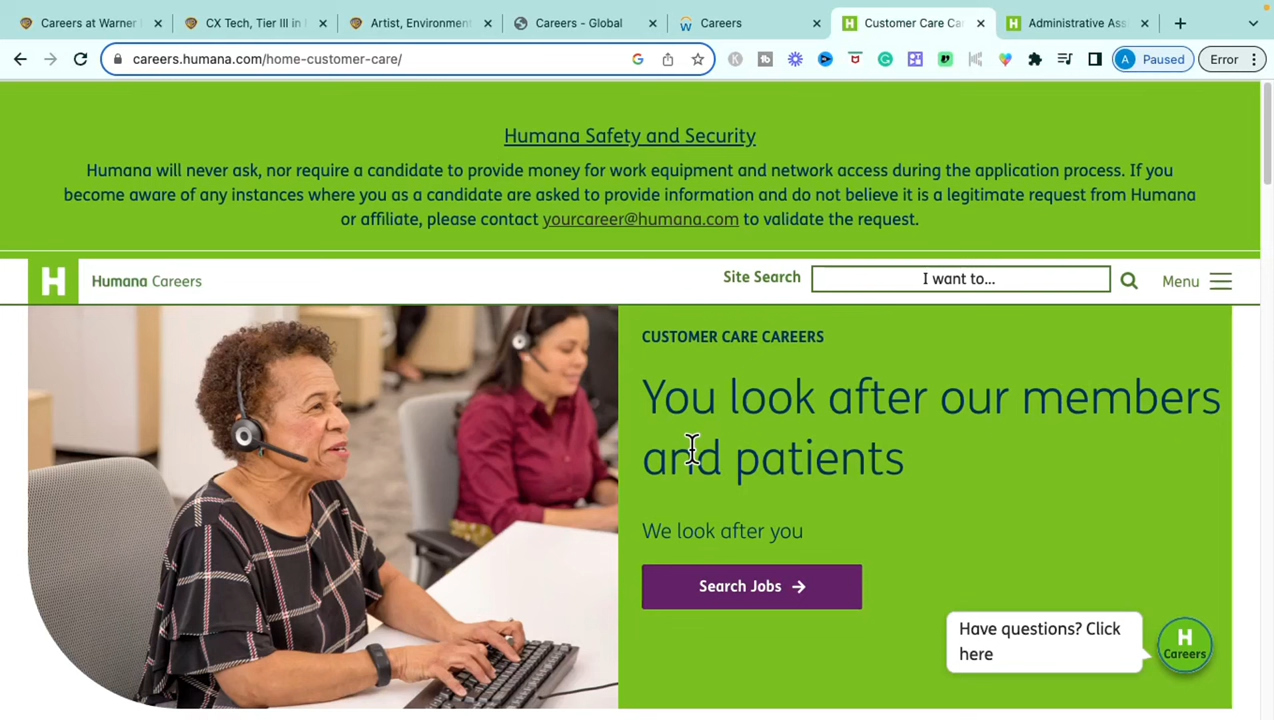 Careers at Warner
CX Tech, Tier III in
Artist, Environment
Careers - Global
Careers
Customer Care Car
Administrative Ass
careers.humana.com/home-customer-care/
A Paused
Error
Humana Safety and Security
Humana will never ask, nor require a candidate to provide money for work equipment and network access during the application process. If you
become aware of any instances where you as a candidate are asked to provide information and do not believe it is a legitimate request from Humana
or affiliate, please contact yourcareer@humana.com to validate the request.
H
Humana Careers
Site Search
I want to...
Menu
CUSTOMER CARE CAREERS
You look after our members
and patients
We look after you
Search Jobs →
Have questions? Click
here
H
Careers